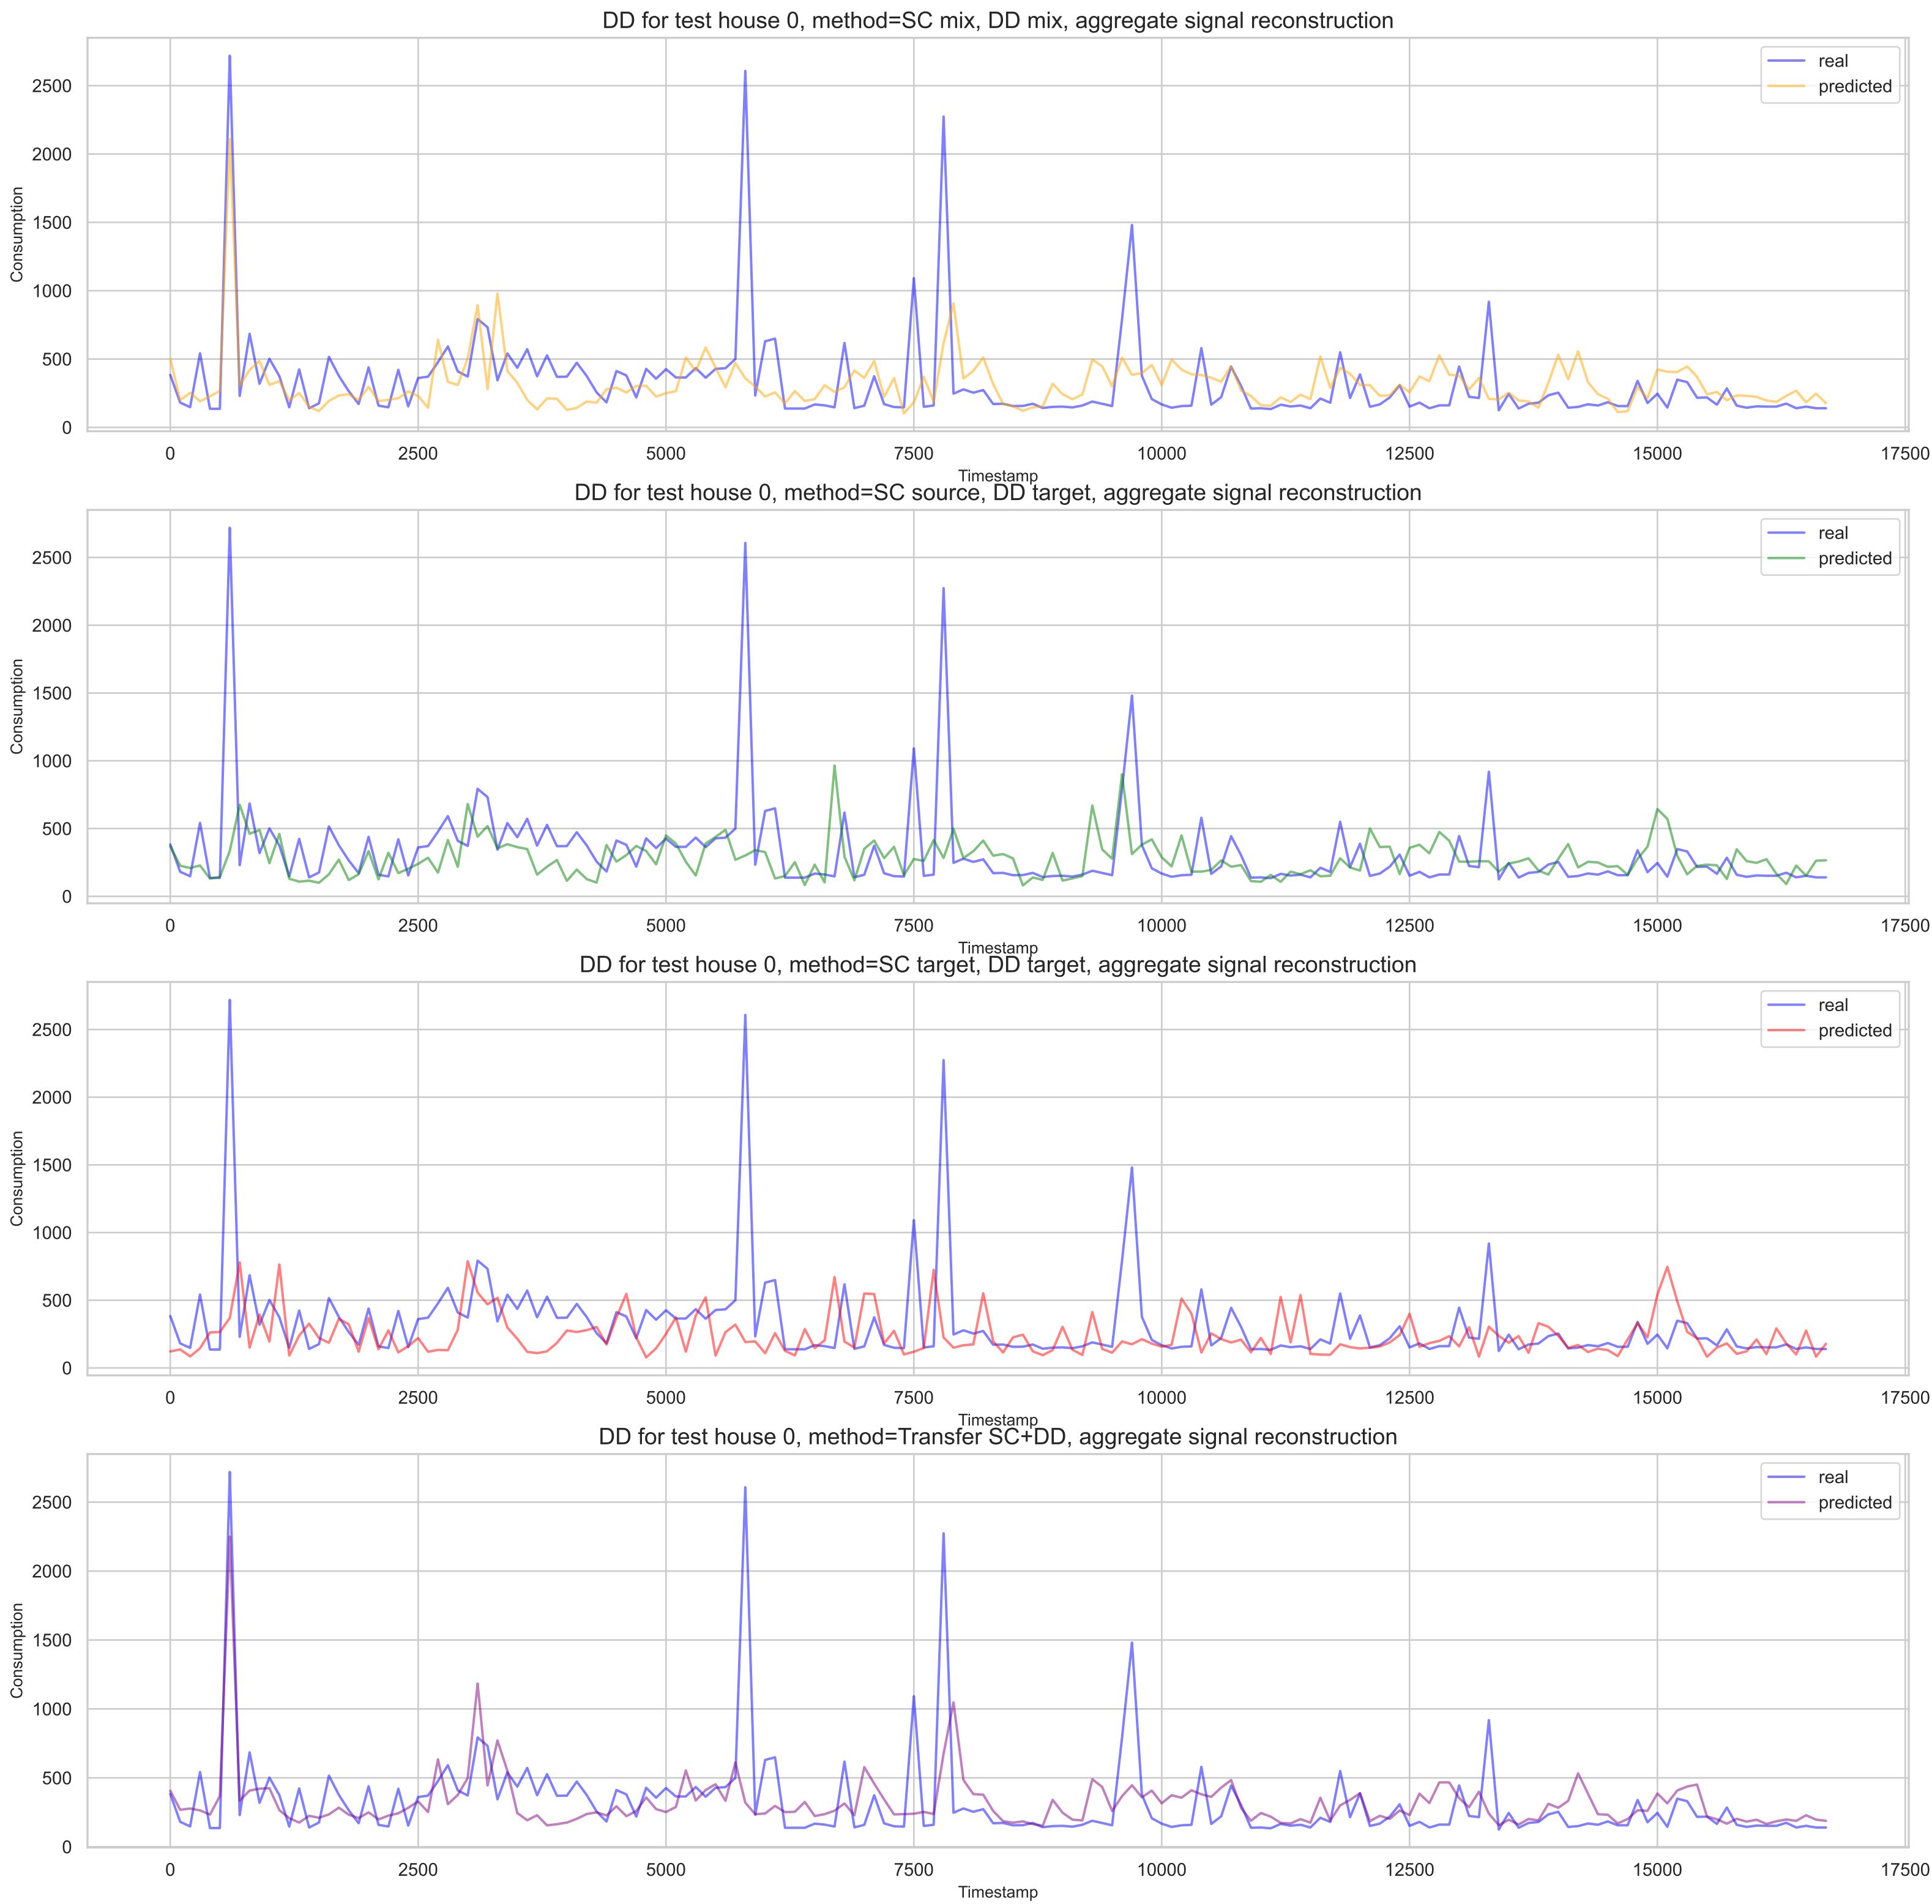 DD for test house 0, method=SC mix, DD mix, aggregate signal reconstruction
real
predicted
Consumption
2500
2000
1500
1000
500
0
0 2500 5000 7500 10000 12500 15000 17500
Timestamp
DD for test house 0, method=SC source, DD target, aggregate signal reconstruction
real
predicted
Consumption
2500
2000
1500
1000
500
0
0 2500 5000 7500 10000 12500 15000 17500
Timestamp
DD for test house 0, method=SC target, DD target, aggregate signal reconstruction
real
predicted
Consumption
2500
2000
1500
1000
500
0
0 2500 5000 7500 10000 12500 15000 17500
Timestamp
DD for test house 0, method=Transfer SC+DD, aggregate signal reconstruction
real
predicted
Consumption
2500
2000
1500
1000
500
0
0 2500 5000 7500 10000 12500 15000 17500
Timestamp